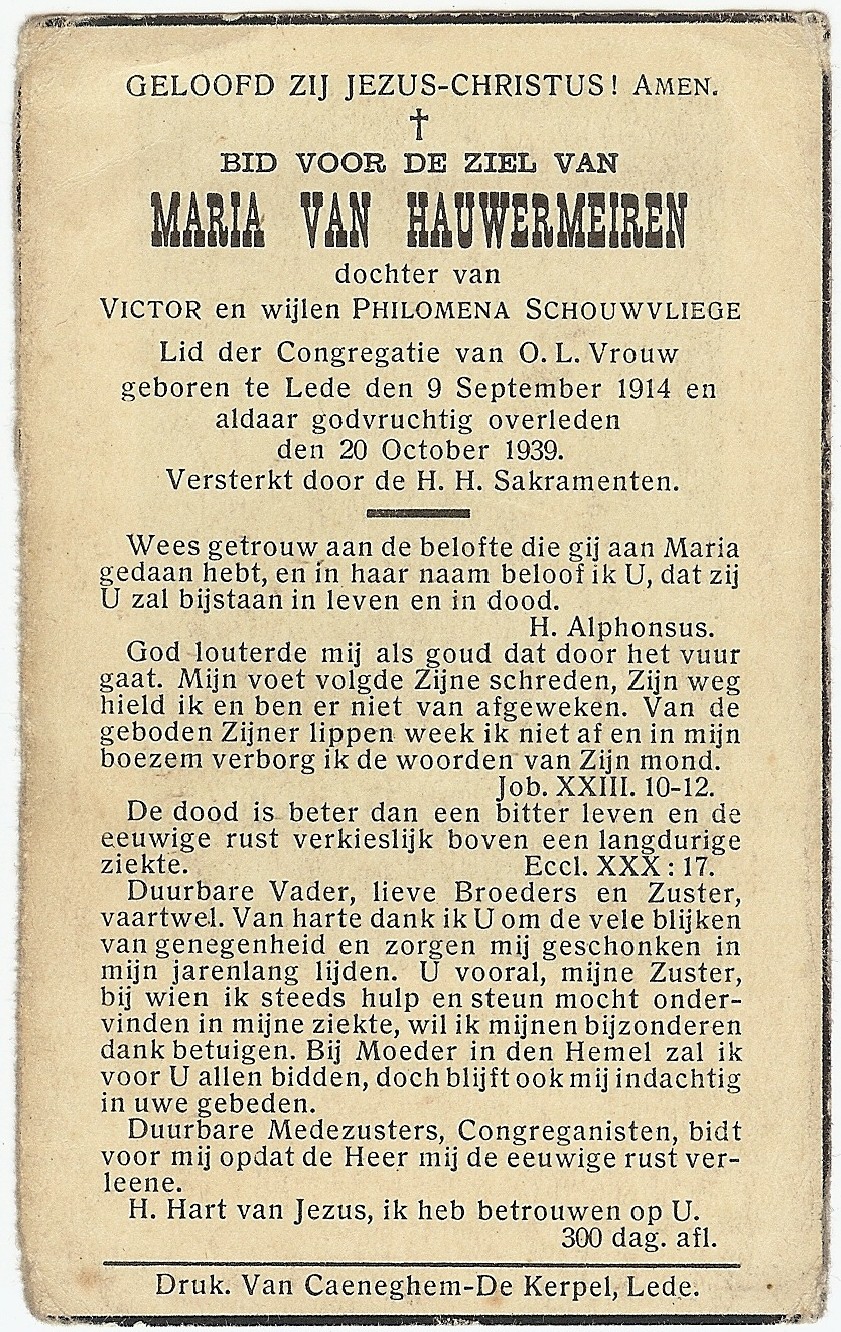 GELOOFD ZIJ JEZUS-CHRISTUS! AMEN.
†
BID VOOR DE ZIEL VAN
MARIA VAN HAUWERMEIREN
dochter van
VICTOR en wijlen PHILOMENA SCHOUWVLIEGE
Lid der Congregatie van O. L. Vrouw
geboren te Lede den 9 September 1914 en
aldaar godvruchtig overleden
den 20 October 1939.
Versterkt door de H. H. Sakramenten.
Wees getrouw aan de belofte die gij aan Maria
gedaan hebt, en in haar naam beloof ik U, dat zij
U zal bijstaan in leven en in dood.
H. Alphonsus.
God louterde mij als goud dat door het vuur
gaat. Mijn voet volgde Zijne schreden, Zijn weg
hield ik en ben er niet van afgeweken. Van de
geboden Zijner lippen week ik niet af en in mijn
boezem verborg ik de woorden van Zijn mond.
Job. XXIII. 10-12.
De dood is beter dan een bitter leven en de
eeuwige rust verkieslijk boven een langdurige
ziekte. Eccl. XXX : 17.
Duurbare Vader, lieve Broeders en Zuster,
vaartwel. Van harte dank ik U om de vele blijken
van genegenheid en zorgen mij geschonken in
mijn jarenlang lijden. U vooral, mijne Zuster,
bij wien ik steeds hulp en steun mocht onder-
vinden in mijne ziekte, wil ik mijnen bijzonderen
dank betuigen. Bij Moeder in den Hemel zal ik
voor U allen bidden, doch blijft ook mij indachtig
in uwe gebeden.
Duurbare Medezusters, Congreganisten, bidt
voor mij opdat de Heer mij de eeuwige rust ver-
leene.
H. Hart van Jezus, ik heb betrouwen op U.
300 dag. afl.
Druk. Van Caeneghem-De Kerpel, Lede.